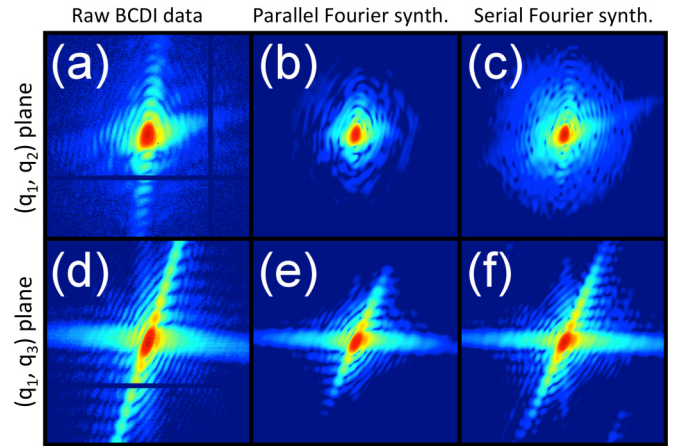 Raw BCDI data Parallel Fourier synth. Serial Fourier synth.
(q₁, q₂) plane
(a) (b) (c)
(q₁, q₃) plane
(d) (e) (f)